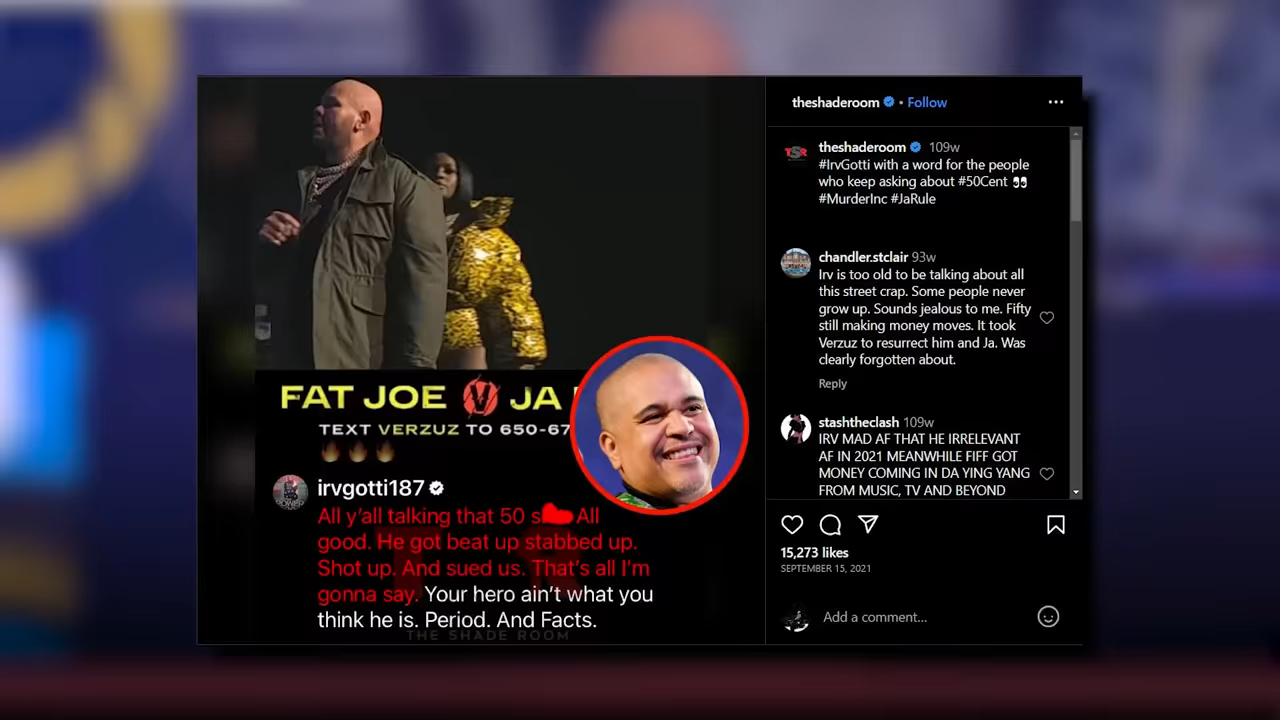 FAT JOE V JA
TEXT VERZUZ TO 650-67
irvgotti187
All y'all talking that 50 s All
good. He got beat up stabbed up.
Shot up. And sued us. That's all I'm
gonna say. Your hero ain't what you
think he is. Period. And Facts.
THE SHADE ROOM
theshaderoom • Follow
TSR
theshaderoom 109w
#IrvGotti with a word for the people
who keep asking about #50Cent 👀
#MurderInc #JaRule
chandler.stclair 93w
Irv is too old to be talking about all
this street crap. Some people never
grow up. Sounds jealous to me. Fifty
still making money moves. It took
Verzuz to resurrect him and Ja. Was
clearly forgotten about.
Reply
stashtheclash 109w
IRV MAD AF THAT HE IRRELEVANT
AF IN 2021 MEANWHILE FIFF GOT
MONEY COMING IN DA YING YANG
FROM MUSIC, TV AND BEYOND
15,273 likes
SEPTEMBER 15, 2021
Add a comment...